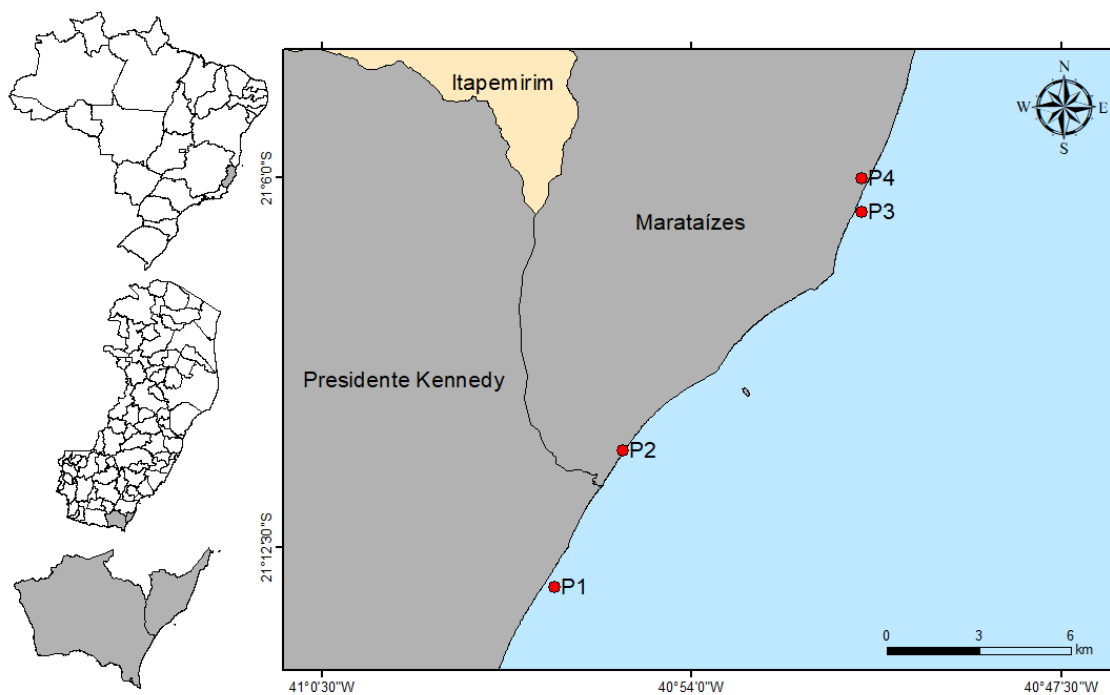 Itapemirim
N
W
E
S
21°6'0"S
P4
P3
Marataízes
Presidente Kennedy
P2
21°12'30"S
P1
0
3
6
km
41°0'30"W
40°54'0"W
40°47'30"W